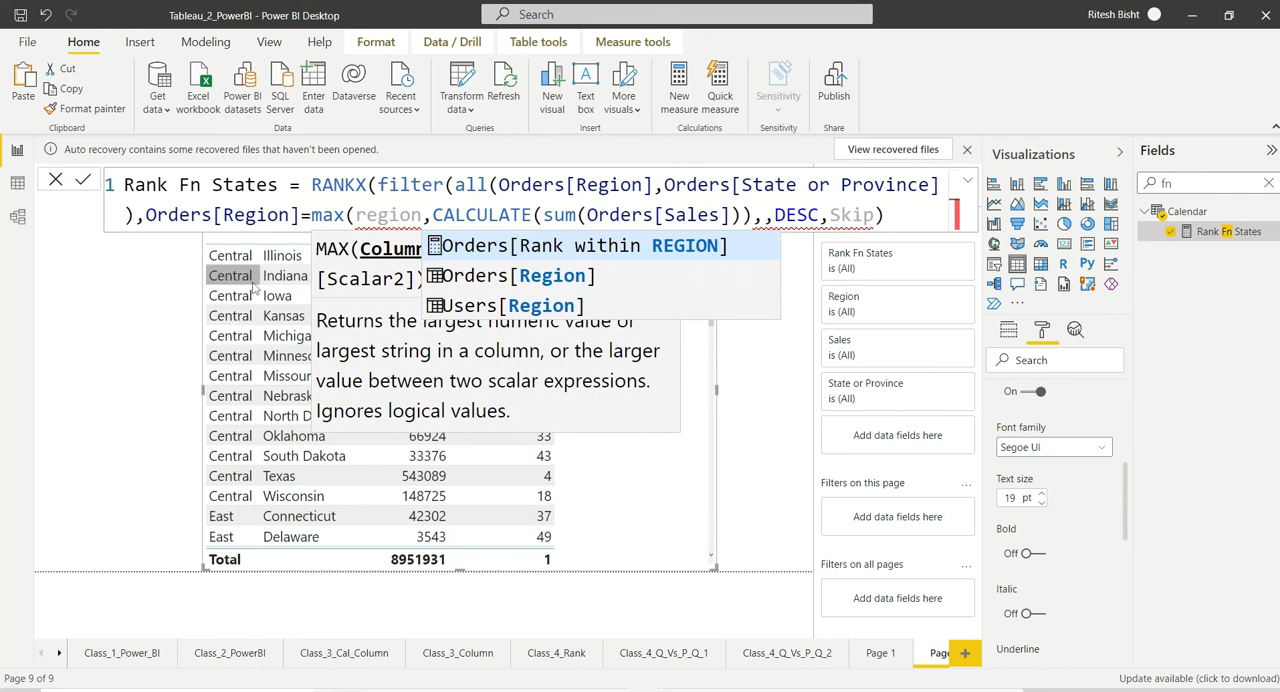 Tableau_2_PowerBI - Power BI Desktop
Search
Ritesh Bisht
File Home Insert Modeling View Help Format Data / Drill Table tools Measure tools
Paste
Cut
Copy
Format painter
Get data
Excel workbook
Power BI datasets
SQL Server
Enter data
Dataverse
Recent sources
Transform data
Refresh
New visual
Text box
More visuals
New measure
Quick measure
Sensitivity
Publish
Clipboard Data Queries Insert Calculations Sensitivity Share
Auto recovery contains some recovered files that haven't been opened.
View recovered files
1 Rank Fn States = RANKX(filter(all(Orders[Region],Orders[State or Province]
),Orders[Region]=max(region,CALCULATE(sum(Orders[Sales])),,DESC,Skip)
MAX(Column
[Scalar2])
Orders[Rank within REGION]
Orders[Region]
Users[Region]
Returns the largest numeric value or
largest string in a column, or the larger
value between two scalar expressions.
Ignores logical values.
Central Illinois
Central Indiana
Central Iowa
Central Kansas
Central Michiga
Central Minnes
Central Missour
Central Nebrask
Central North D
Central Oklahoma 66924 33
Central South Dakota 33376 43
Central Texas 543089 4
Central Wisconsin 148725 18
East Connecticut 42302 37
East Delaware 3543 49
Total 8951931 1
Rank Fn States
is (All)
Region
is (All)
Sales
is (All)
State or Province
is (All)
Add data fields here
Filters on this page ...
Add data fields here
Filters on all pages ...
Add data fields here
Visualizations
R Py
...
Search
On
Font family
Segoe UI
Text size
19 pt
Bold
Off
Italic
Off
Underline
Fields
fn
Calendar
Rank Fn States
Class_1_Power_BI Class_2_PowerBI Class_3_Cal_Column Class_3_Column Class_4_Rank Class_4_Q_Vs_P_Q_1 Class_4_Q_Vs_P_Q_2 Page 1 Page
Page 9 of 9
Update available (click to download)